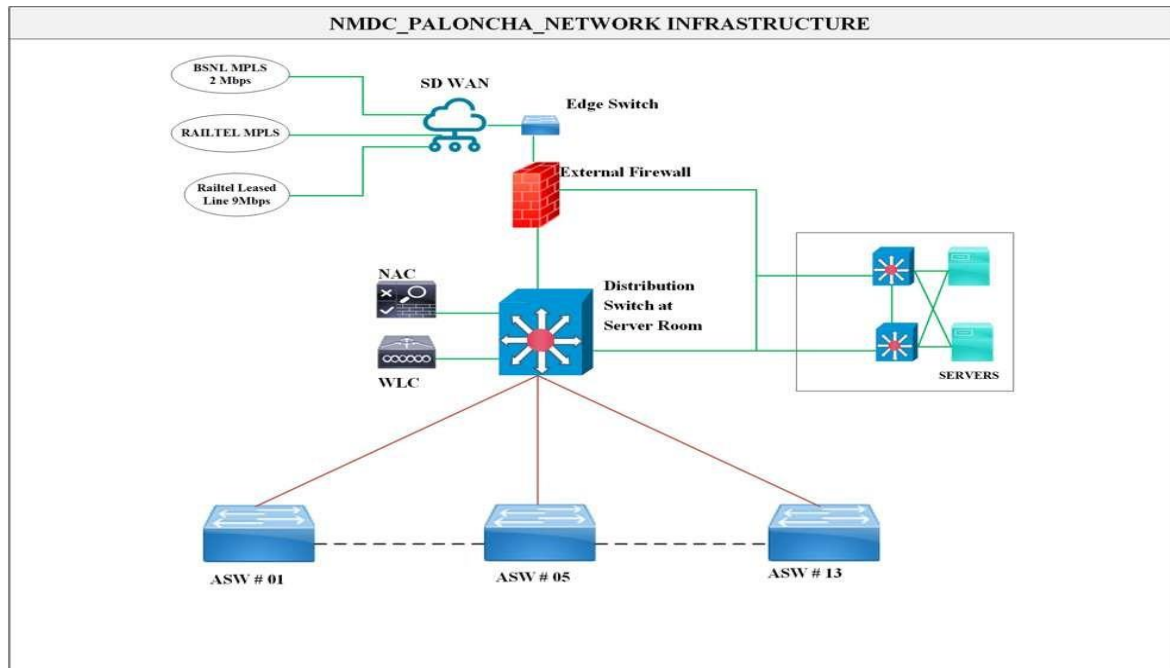 NMDC_PALONCHA_NETWORK INFRASTRUCTURE
BSNL MPLS
2 Mbps
SD WAN
Edge Switch
RAILTEL MPLS
External Firewall
Railtel Leased
Line 9Mbps
NAC
Distribution
Switch at
Server Room
WLC
SERVERS
ASW # 01
ASW # 05
ASW # 13